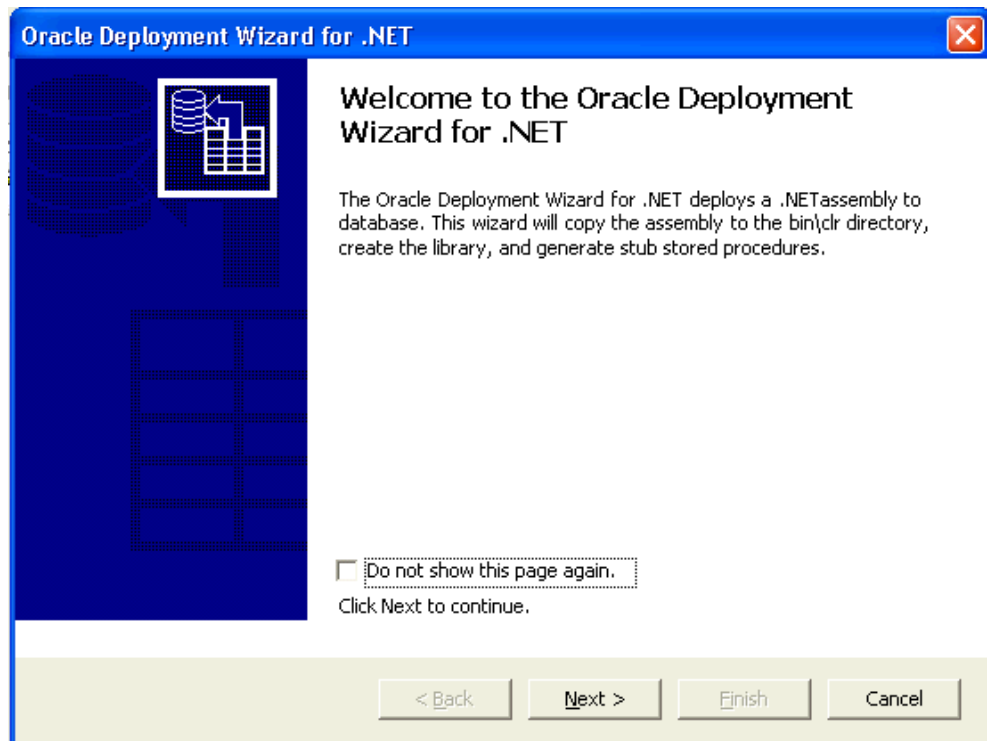 Oracle Deployment Wizard for .NET
Welcome to the Oracle Deployment
Wizard for .NET
The Oracle Deployment Wizard for .NET deploys a .NETassembly to
database. This wizard will copy the assembly to the bin\clr directory,
create the library, and generate stub stored procedures.
Do not show this page again.
Click Next to continue.
< Back Next > Finish Cancel